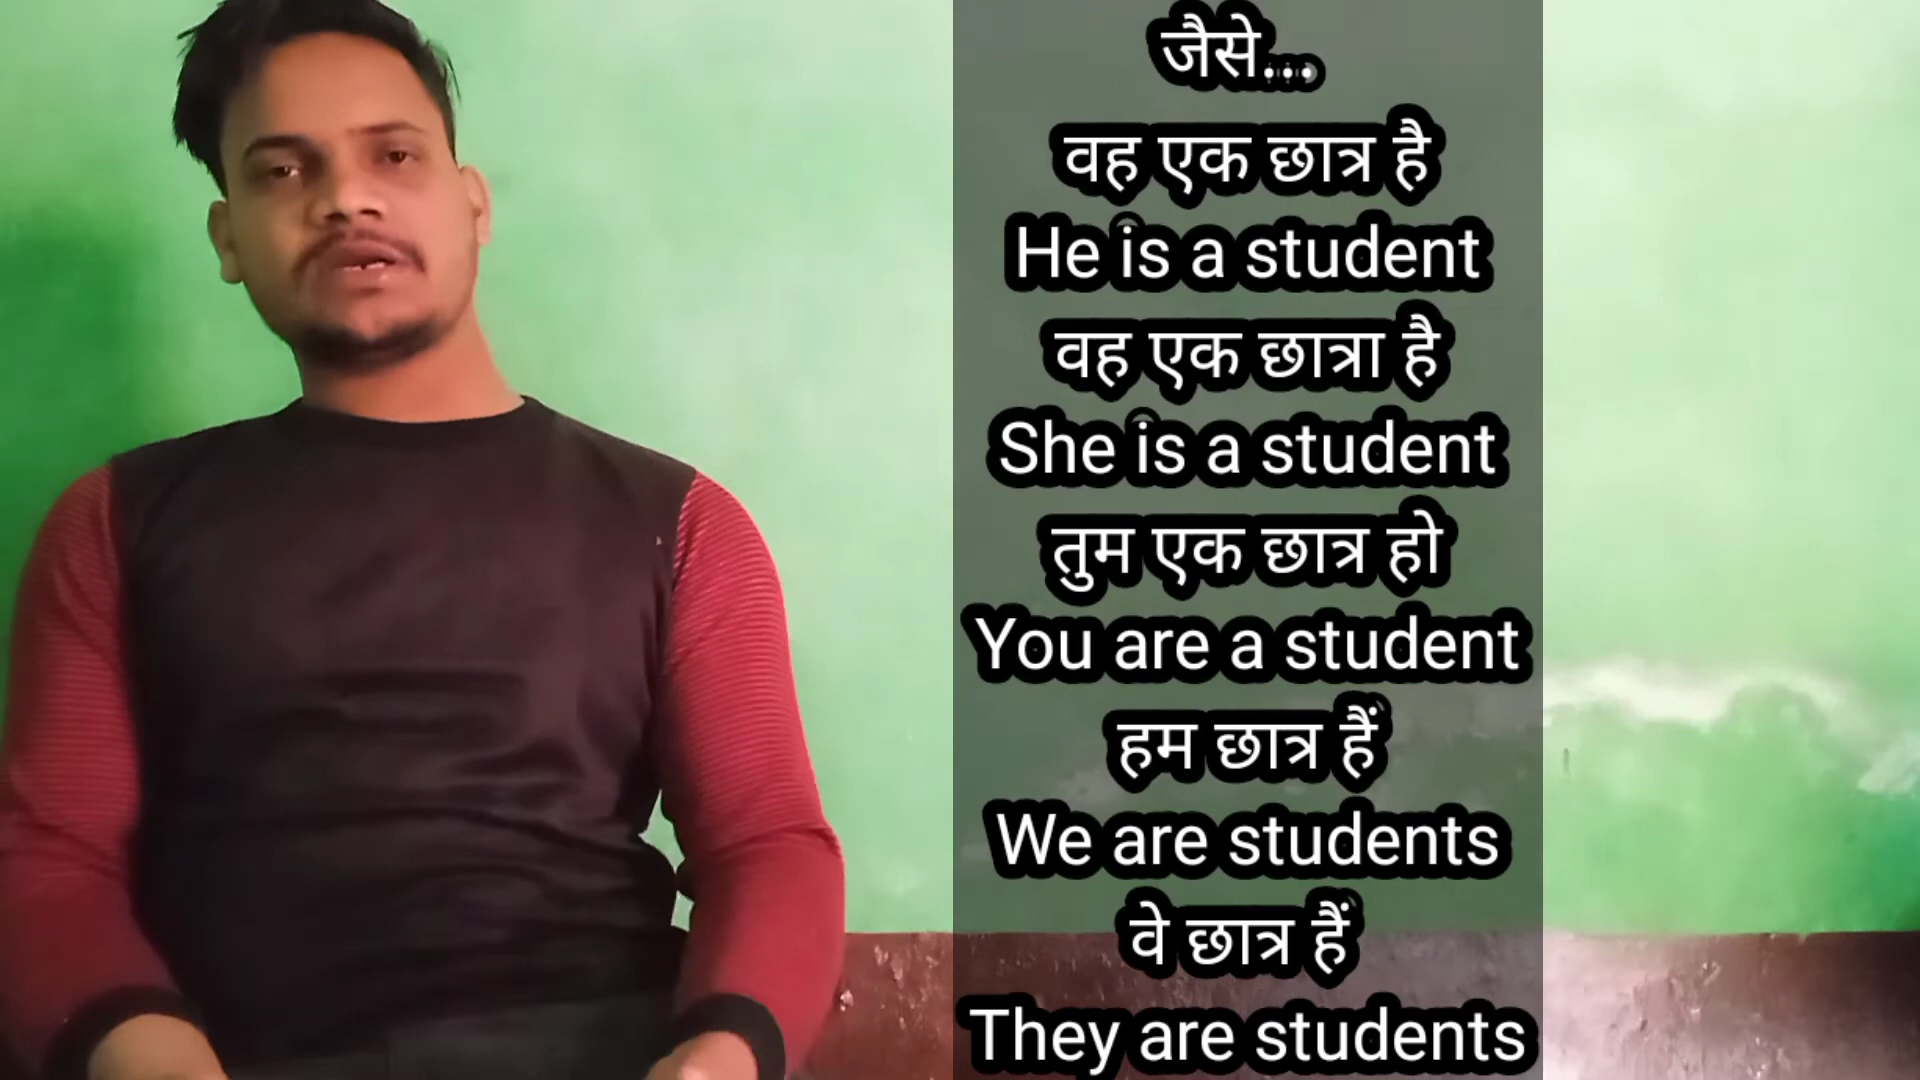 जैसे...
वह एक छात्र है
He is a student
वह एक छात्रा है
She is a student
तुम एक छात्र हो
You are a student
हम छात्र हैं
We are students
वे छात्र हैं
They are students